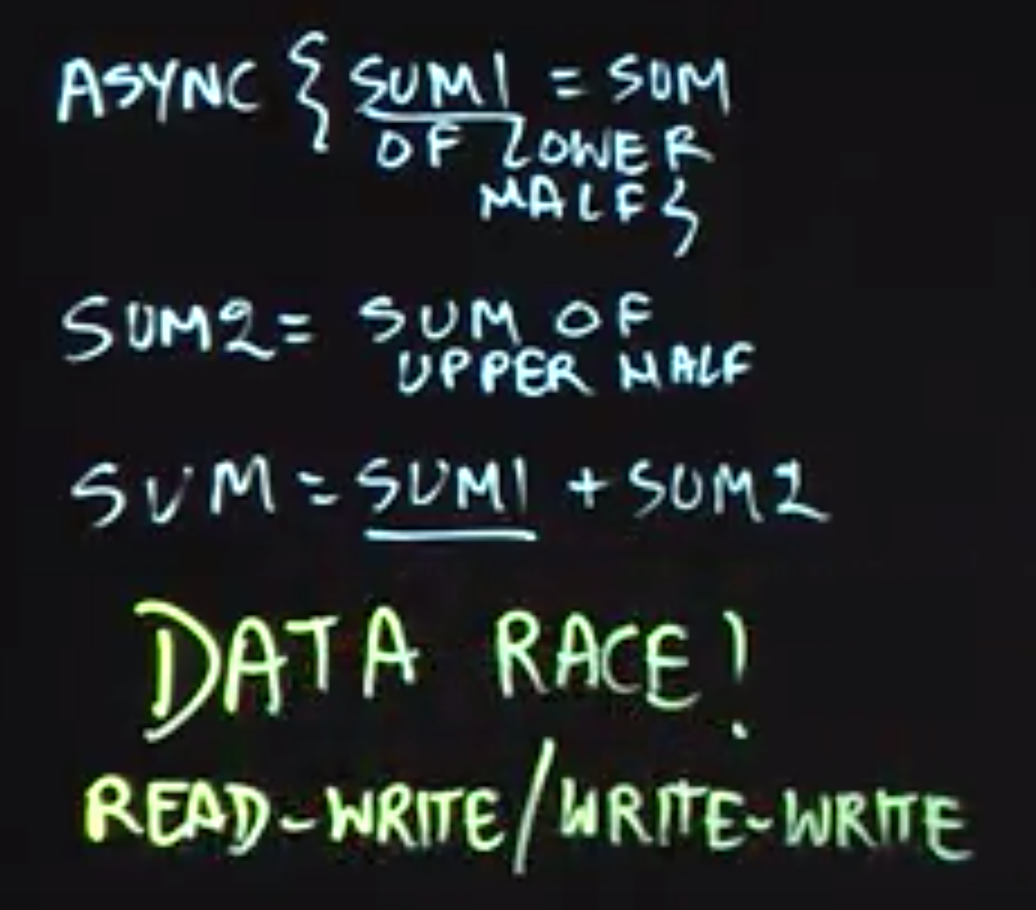 ASYNC { SUM1 = SUM
OF LOWER
HALF}
SUM2 = SUM OF
UPPER HALF
SUM = SUM1 + SUM2
DATA RACE!
READ-WRITE/WRITE-WRITE